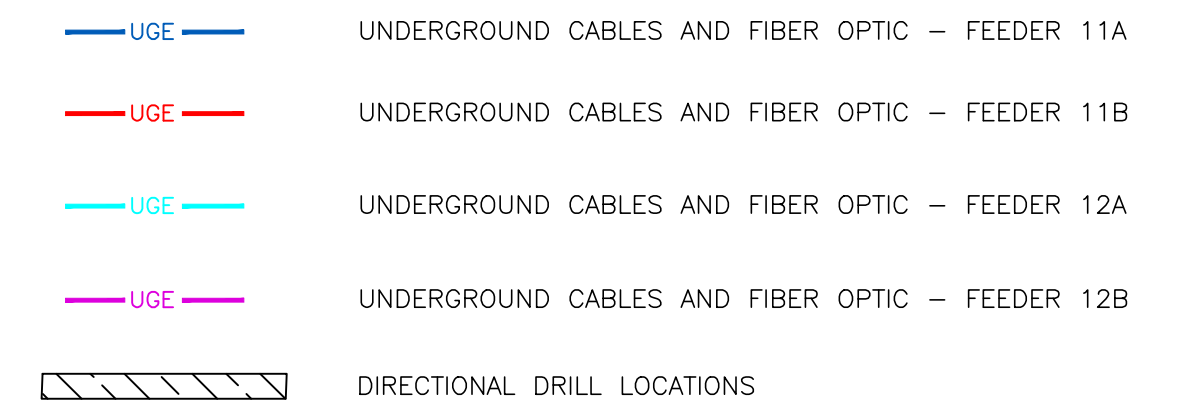 UGE UNDERGROUND CABLES AND FIBER OPTIC – FEEDER 11A
UGE UNDERGROUND CABLES AND FIBER OPTIC – FEEDER 11B
UGE UNDERGROUND CABLES AND FIBER OPTIC – FEEDER 12A
UGE UNDERGROUND CABLES AND FIBER OPTIC – FEEDER 12B
DIRECTIONAL DRILL LOCATIONS